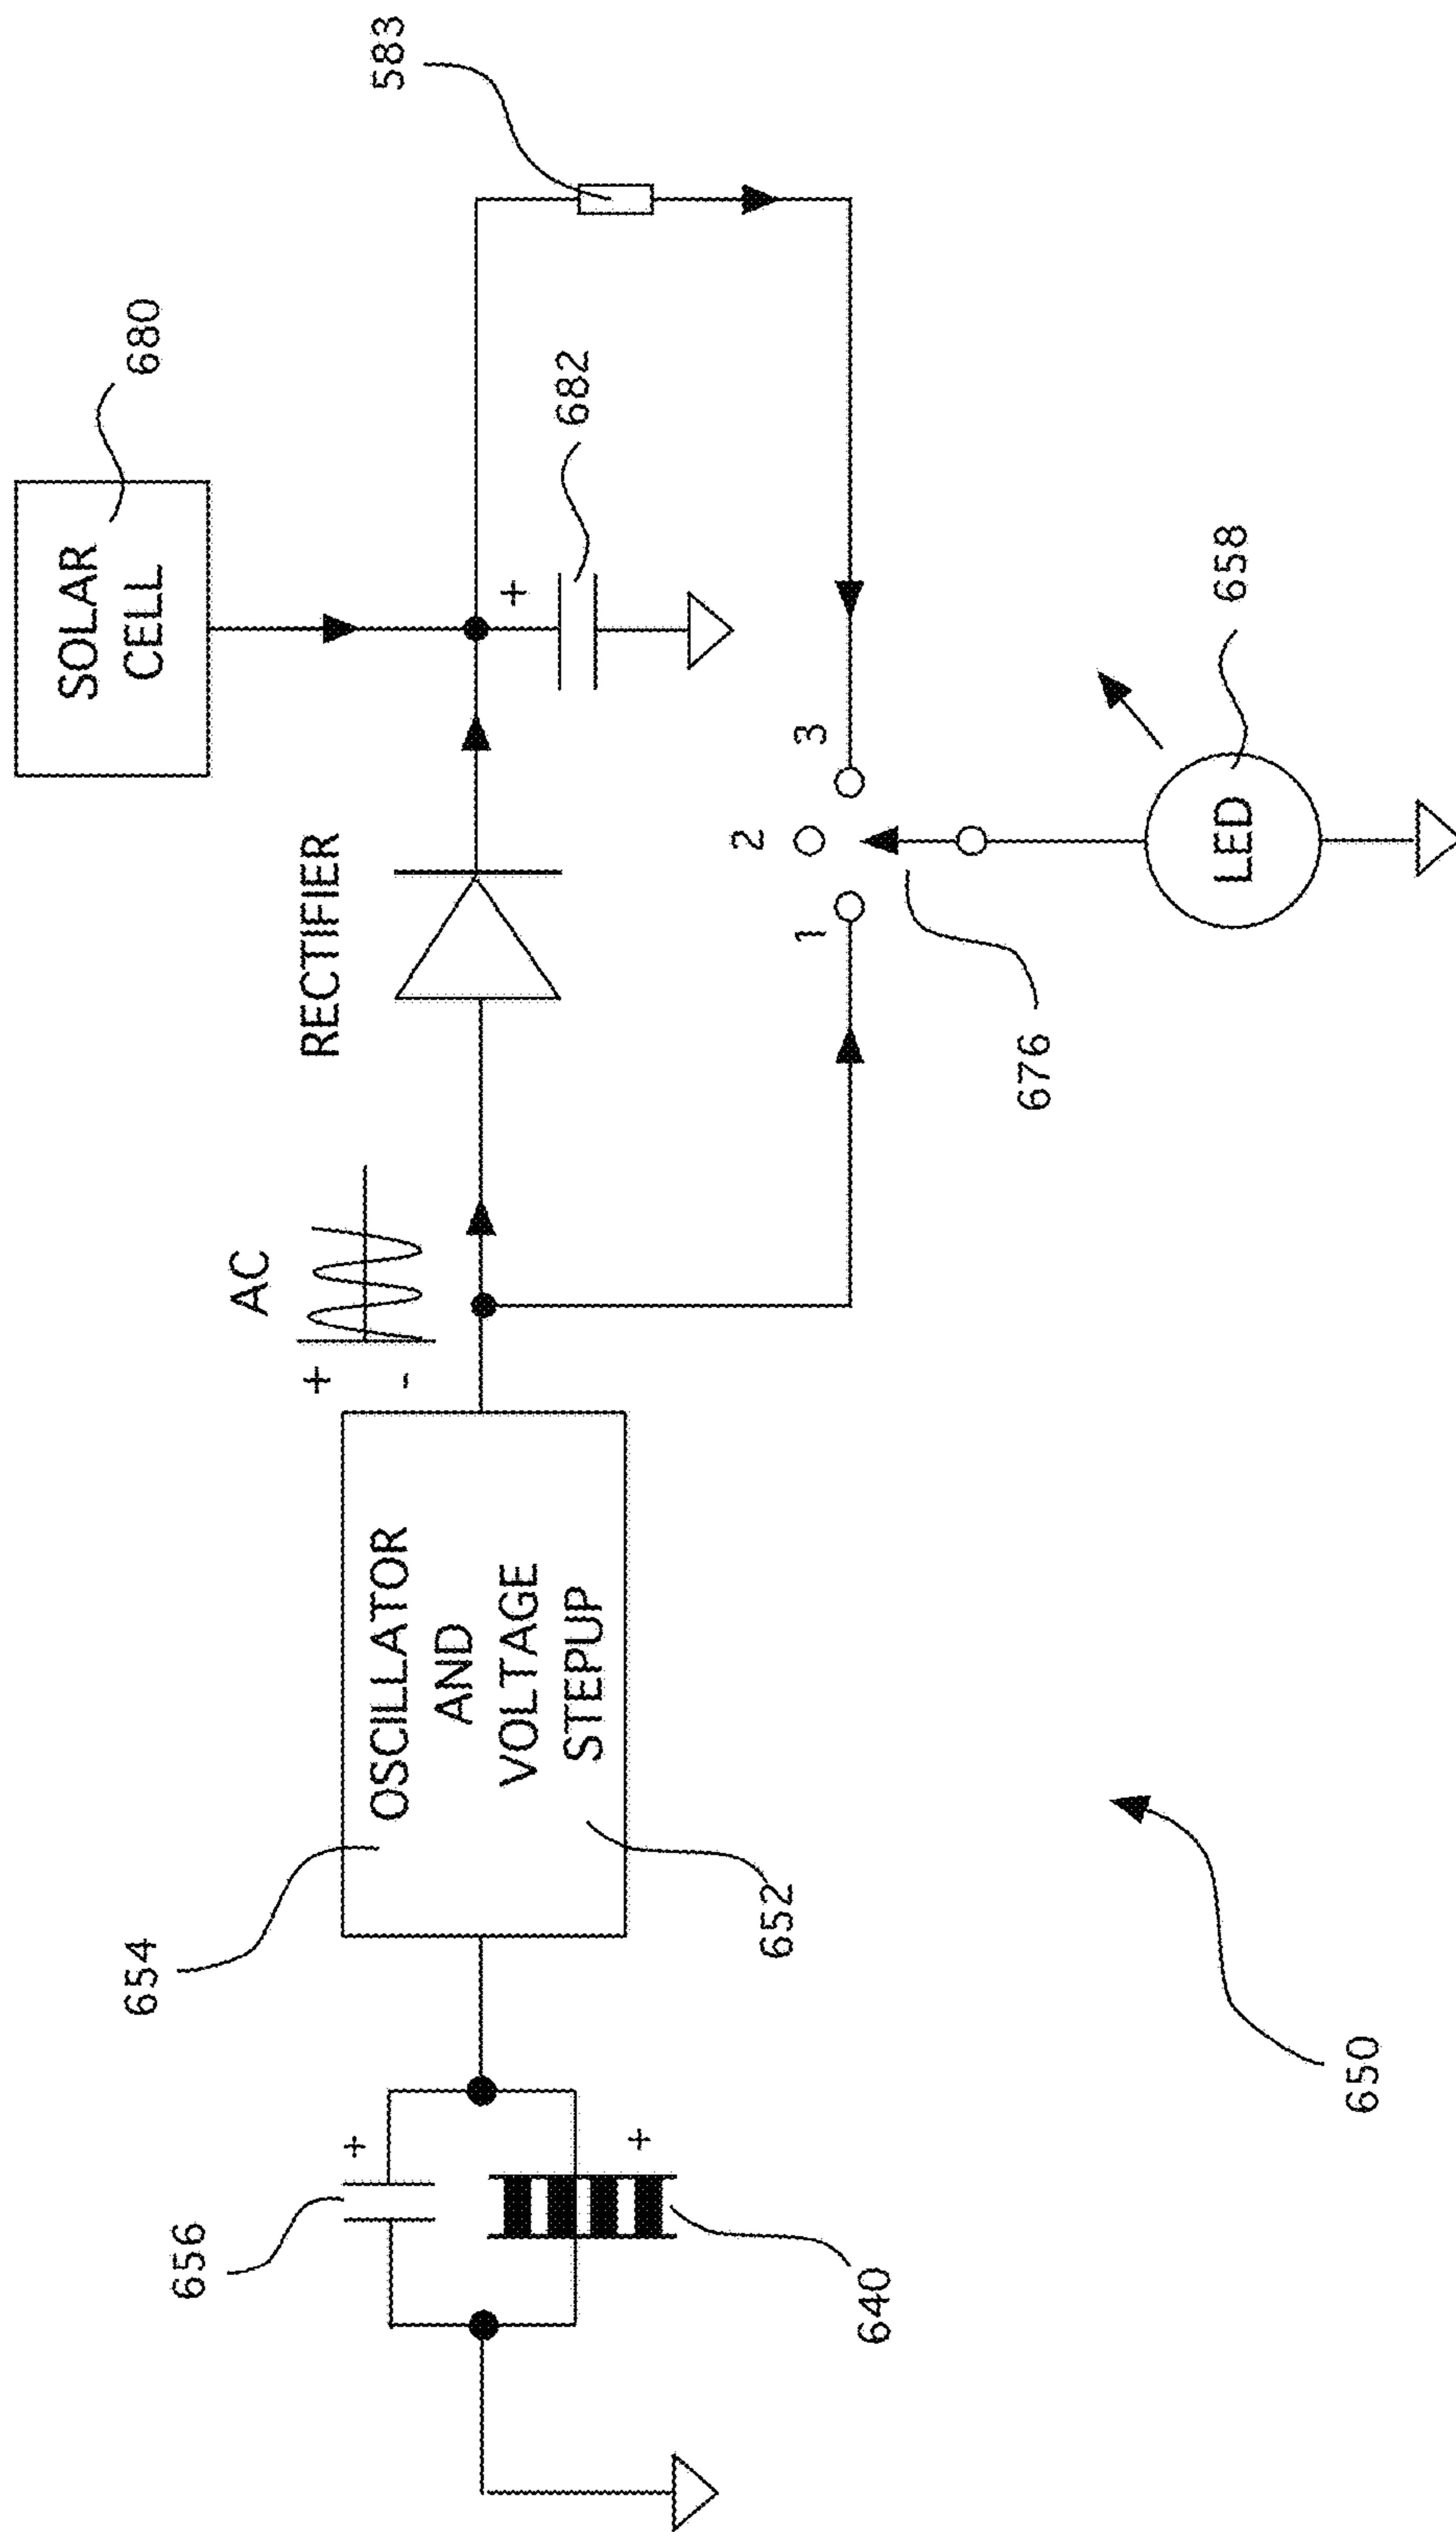 583
SOLAR
CELL
680
+
682
RECTIFIER
AC
+
-
3
2
1
LED
658
676
OSCILLATOR
AND
VOLTAGE
STEPUP
654
652
656
+
+
640
650